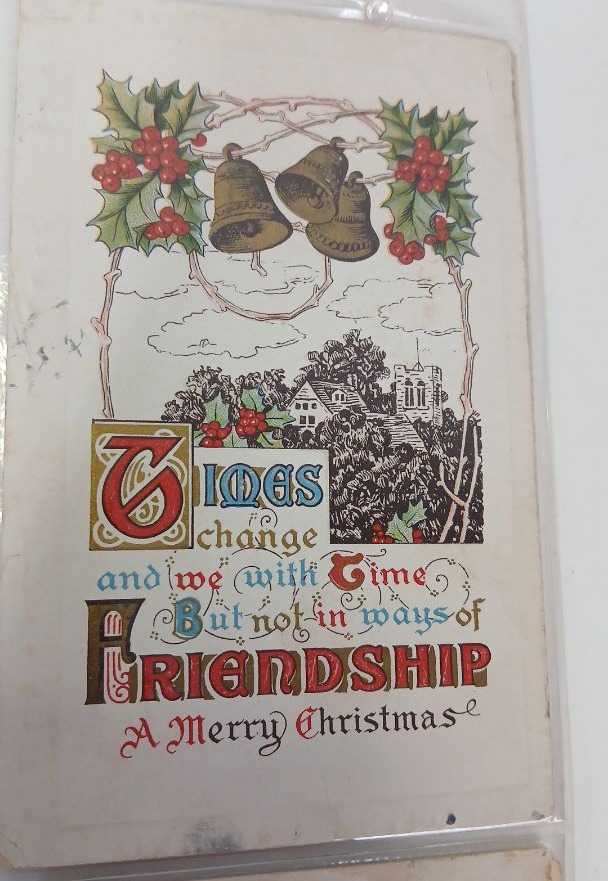 TIMES
change
and we with Time
But not in ways of
FRIENDSHIP
A Merry Christmas